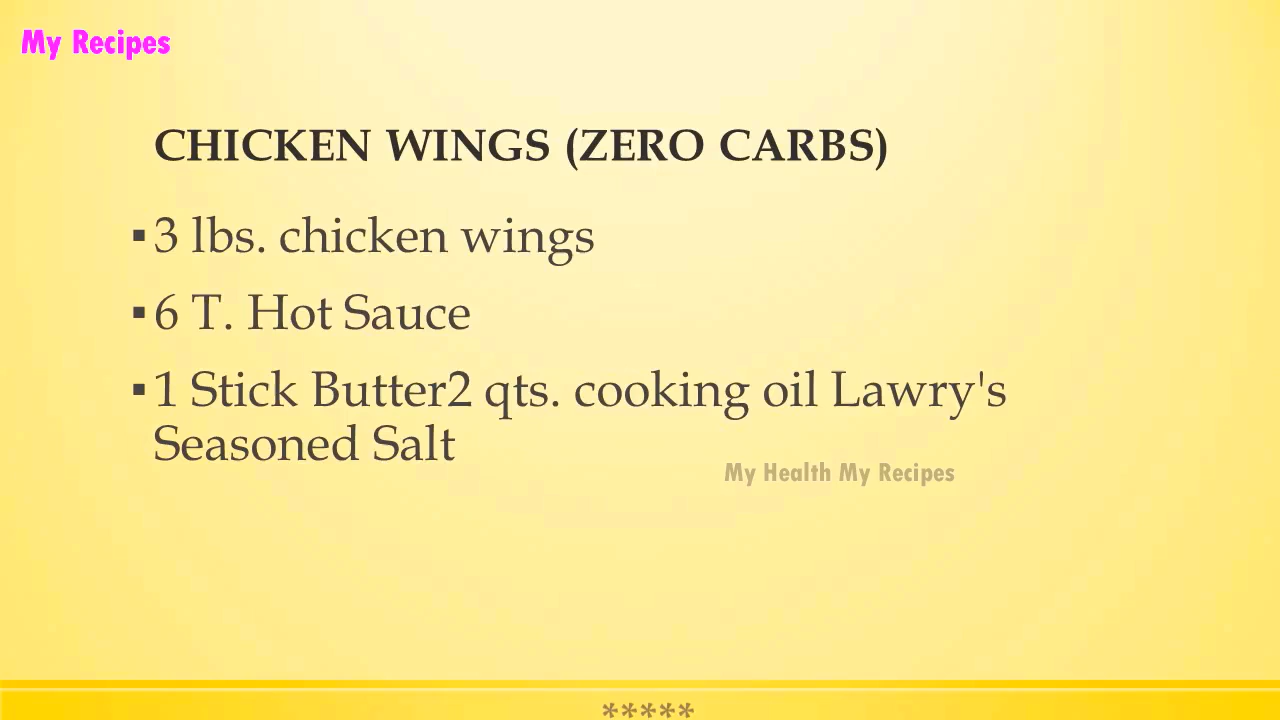 My Recipes
CHICKEN WINGS (ZERO CARBS)
▪3 lbs. chicken wings
▪6 T. Hot Sauce
▪1 Stick Butter2 qts. cooking oil Lawry's
Seasoned Salt
My Health My Recipes
*****